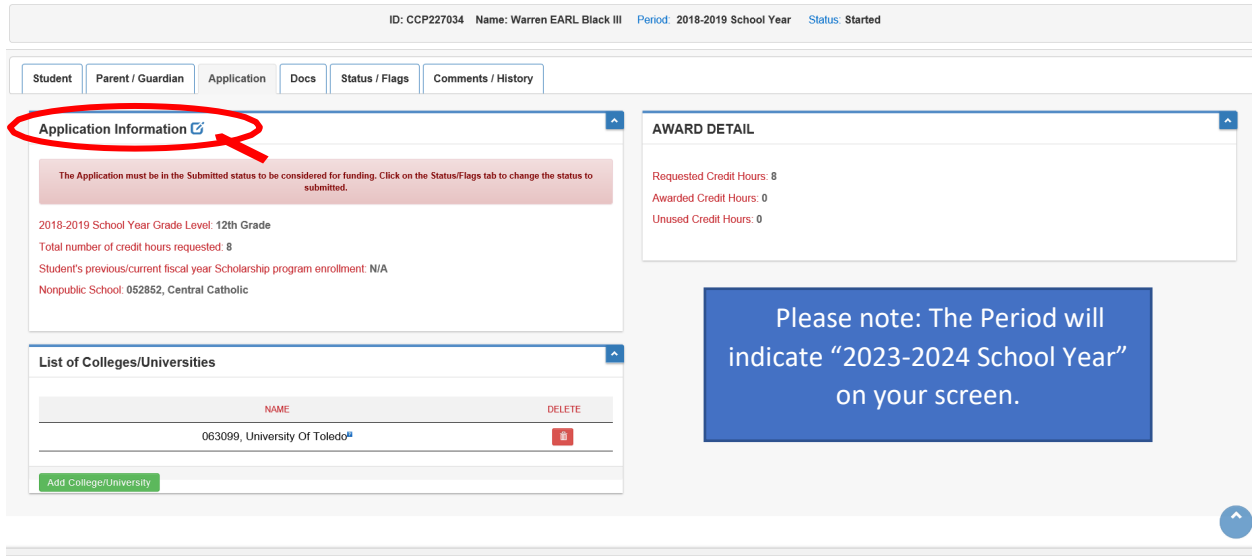 ID: CCP227034 Name: Warren EARL Black III Period: 2018-2019 School Year Status: Started
Student Parent / Guardian Application Docs Status / Flags Comments / History
Application Information
The Application must be in the Submitted status to be considered for funding. Click on the Status/Flags tab to change the status to
submitted.
2018-2019 School Year Grade Level: 12th Grade
Total number of credit hours requested: 8
Student's previous/current fiscal year Scholarship program enrollment: N/A
Nonpublic School: 052852, Central Catholic
AWARD DETAIL
Requested Credit Hours: 8
Awarded Credit Hours: 0
Unused Credit Hours: 0
List of Colleges/Universities
NAME DELETE
063099, University Of Toledo
Add College/University
Please note: The Period will
indicate “2023-2024 School Year”
on your screen.